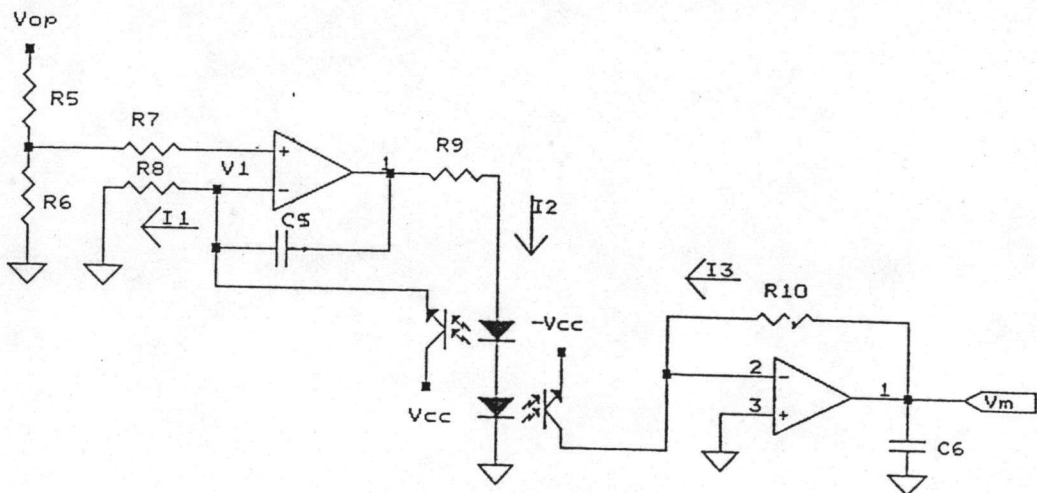 Vop
R5
R7
R8
V1
+
-
1
R9
R6
I1
C5
I2
I3
R10
-Vcc
Vcc
2
-
3
+
1
Vm
C6